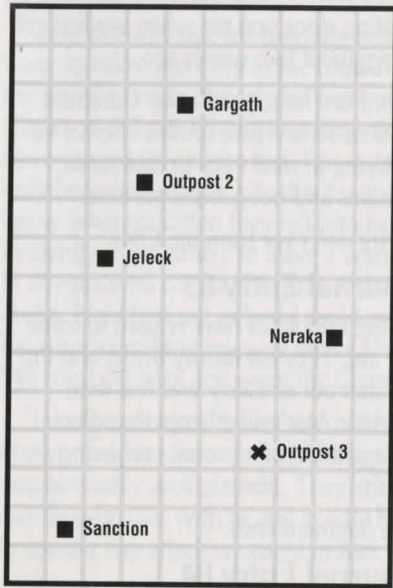 Gargath
Outpost 2
Jeleck
Neraka
Outpost 3
Sanction